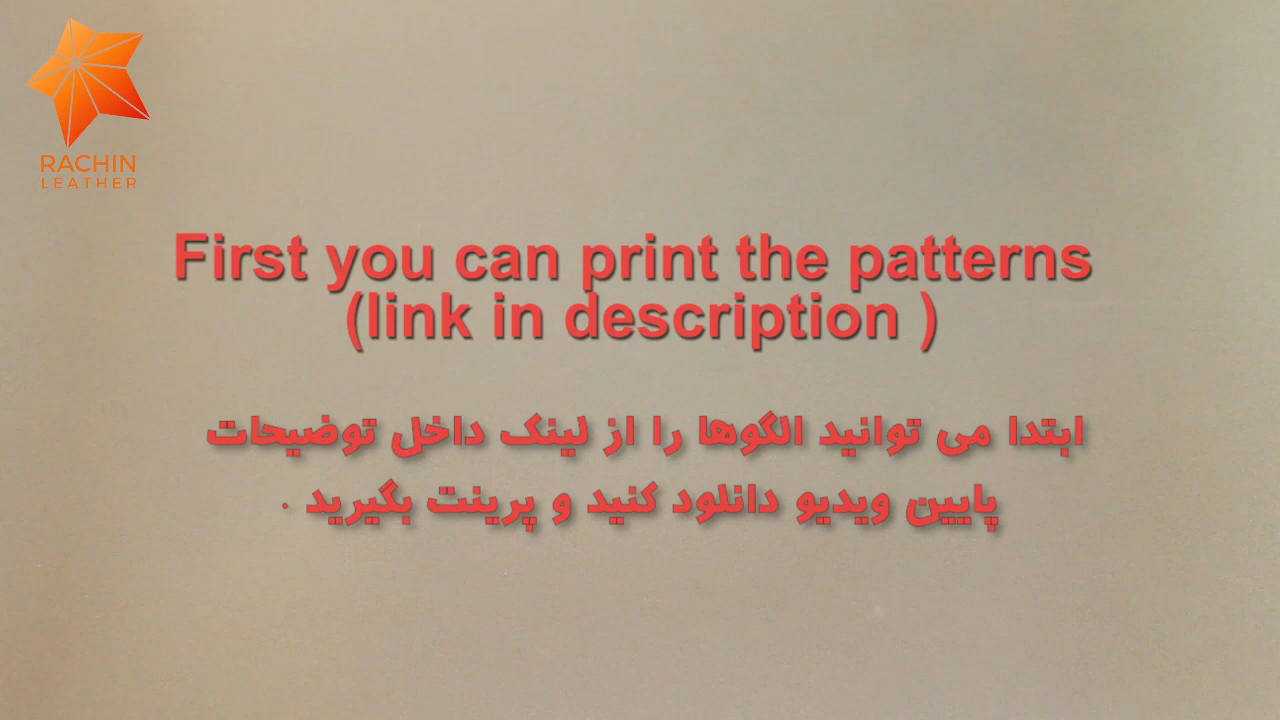 RACHIN
LEATHER
First you can print the patterns
(link in description )
ابتدا می توانید الگوها را از لینک داخل توضیحات
پایین ویدیو دانلود کنید و پرینت بگیرید .